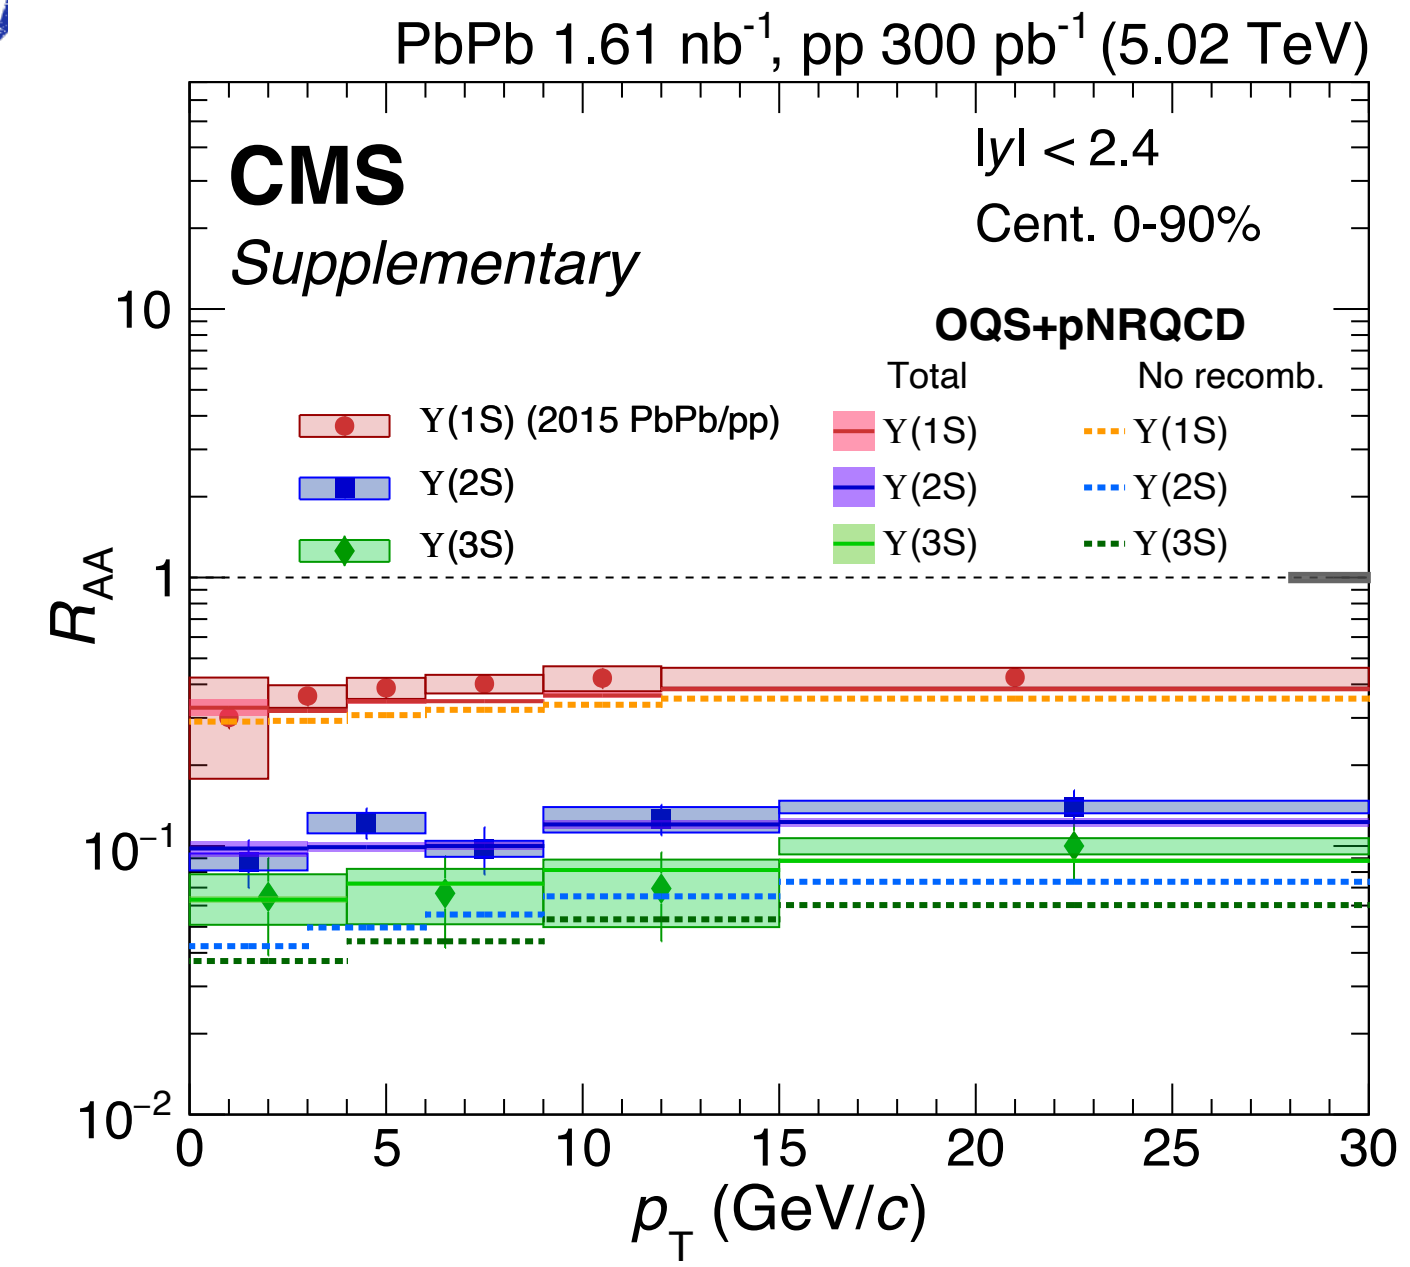 PbPb 1.61 nb⁻¹, pp 300 pb⁻¹ (5.02 TeV)
CMS
Supplementary
|y| < 2.4
Cent. 0-90%
OQS+pNRQCD
Total No recomb.
Υ(1S) (2015 PbPb/pp)
Υ(2S)
Υ(3S)
Υ(1S) Υ(1S)
Υ(2S) Υ(2S)
Υ(3S) Υ(3S)
R_AA
10
1
10⁻¹
10⁻²
0 5 10 15 20 25 30
p_T (GeV/c)